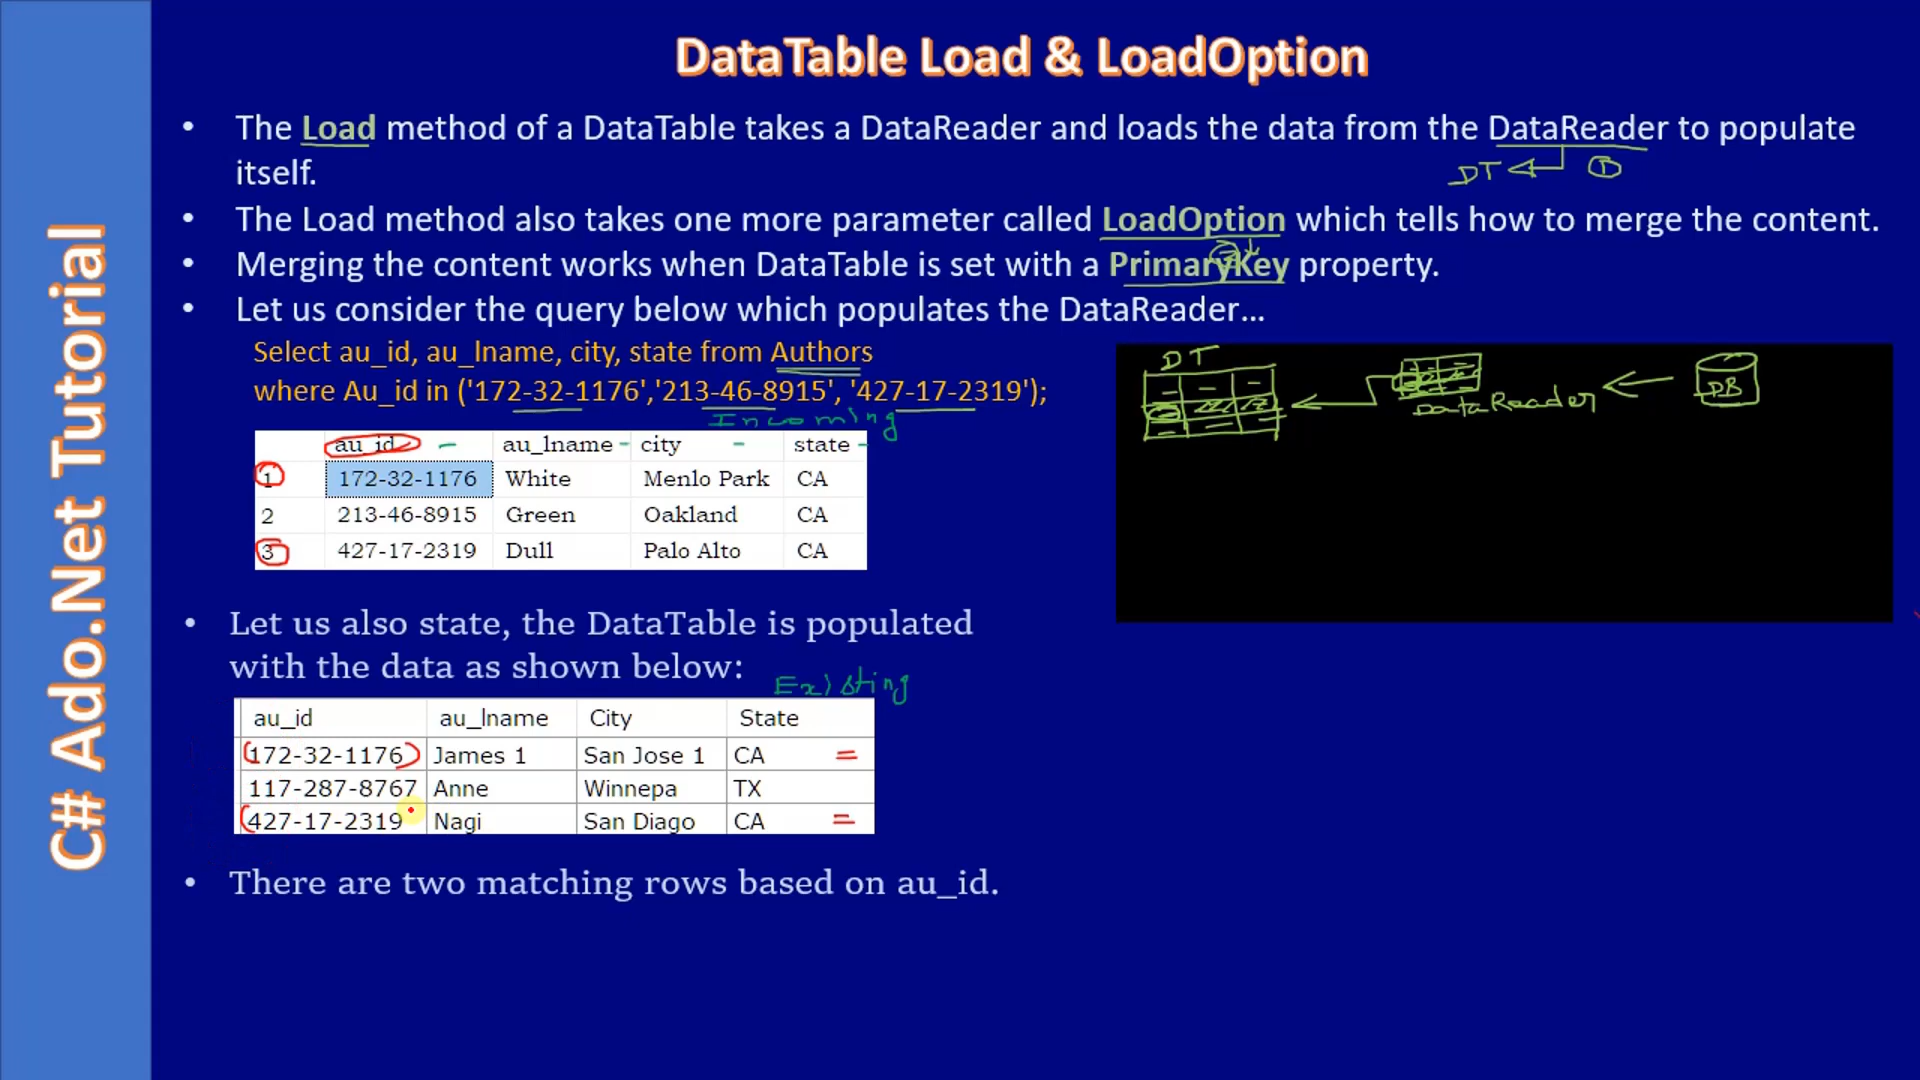 C# Ado.Net Tutorial
DataTable Load & LoadOption
• The Load method of a DataTable takes a DataReader and loads the data from the DataReader to populate
itself.
DT ①
• The Load method also takes one more parameter called LoadOption which tells how to merge the content.
• Merging the content works when DataTable is set with a PrimaryKey property.
• Let us consider the query below which populates the DataReader...
Select au_id, au_lname, city, state from Authors
where Au_id in ('172-32-1176','213-46-8915', '427-17-2319');
Incoming
au_id au_lname city state
1 172-32-1176 White Menlo Park CA
2 213-46-8915 Green Oakland CA
3 427-17-2319 Dull Palo Alto CA
DT
DataReader
DB
• Let us also state, the DataTable is populated
with the data as shown below:
Existing
au_id au_lname City State
172-32-1176 James 1 San Jose 1 CA
117-287-8767 Anne Winnepa TX
427-17-2319 Nagi San Diago CA
• There are two matching rows based on au_id.